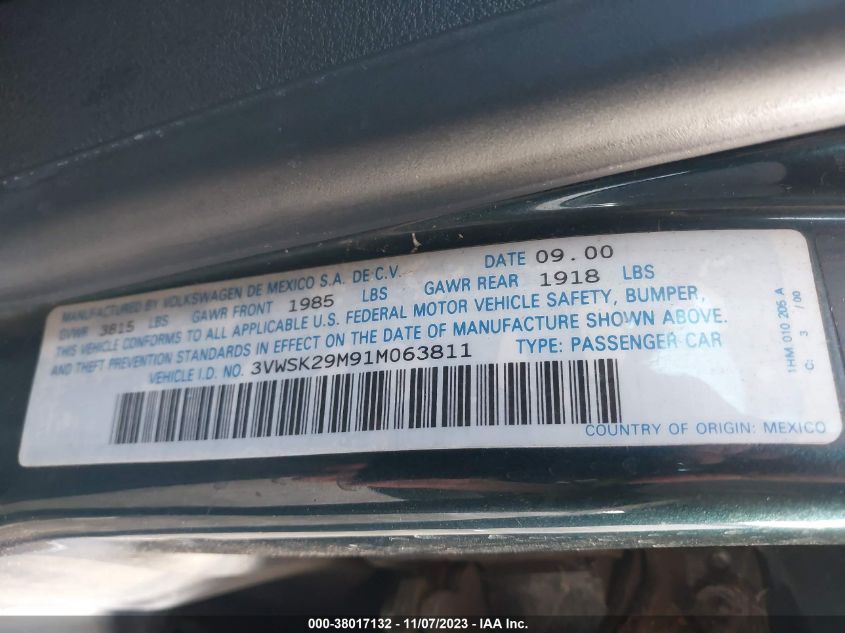 MANUFACTURED BY VOLKSWAGEN DE MEXICO S.A. DE C.V. DATE 09.00
GVWR 3815 LBS GAWR FRONT 1985 LBS GAWR REAR 1918 LBS
THIS VEHICLE CONFORMS TO ALL APPLICABLE U.S. FEDERAL MOTOR VEHICLE SAFETY, BUMPER,
AND THEFT PREVENTION STANDARDS IN EFFECT ON THE DATE OF MANUFACTURE SHOWN ABOVE.
VEHICLE I.D. NO. 3VWSK29M91M063811 TYPE: PASSENGER CAR
COUNTRY OF ORIGIN: MEXICO
1HM 010 205 A
C: 3 / 00
000-38017132 - 11/07/2023 - IAA Inc.